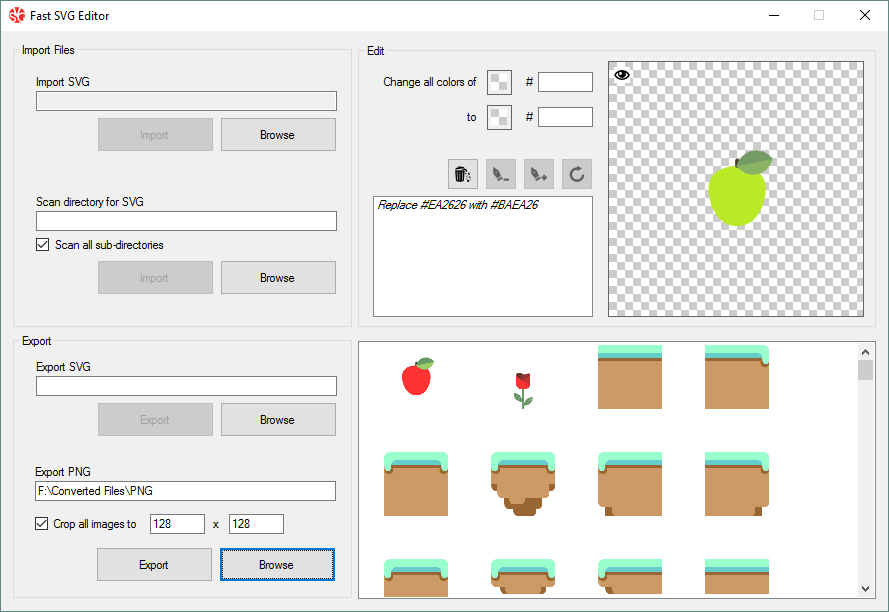 Fast SVG Editor
Import Files
Import SVG
Import
Browse
Scan directory for SVG
Scan all sub-directories
Import
Browse
Edit
Change all colors of #
to #
Replace #EA2626 with #BAEA26
Export
Export SVG
Export
Browse
Export PNG
F:\Converted Files\PNG
Crop all images to 128 x 128
Export
Browse